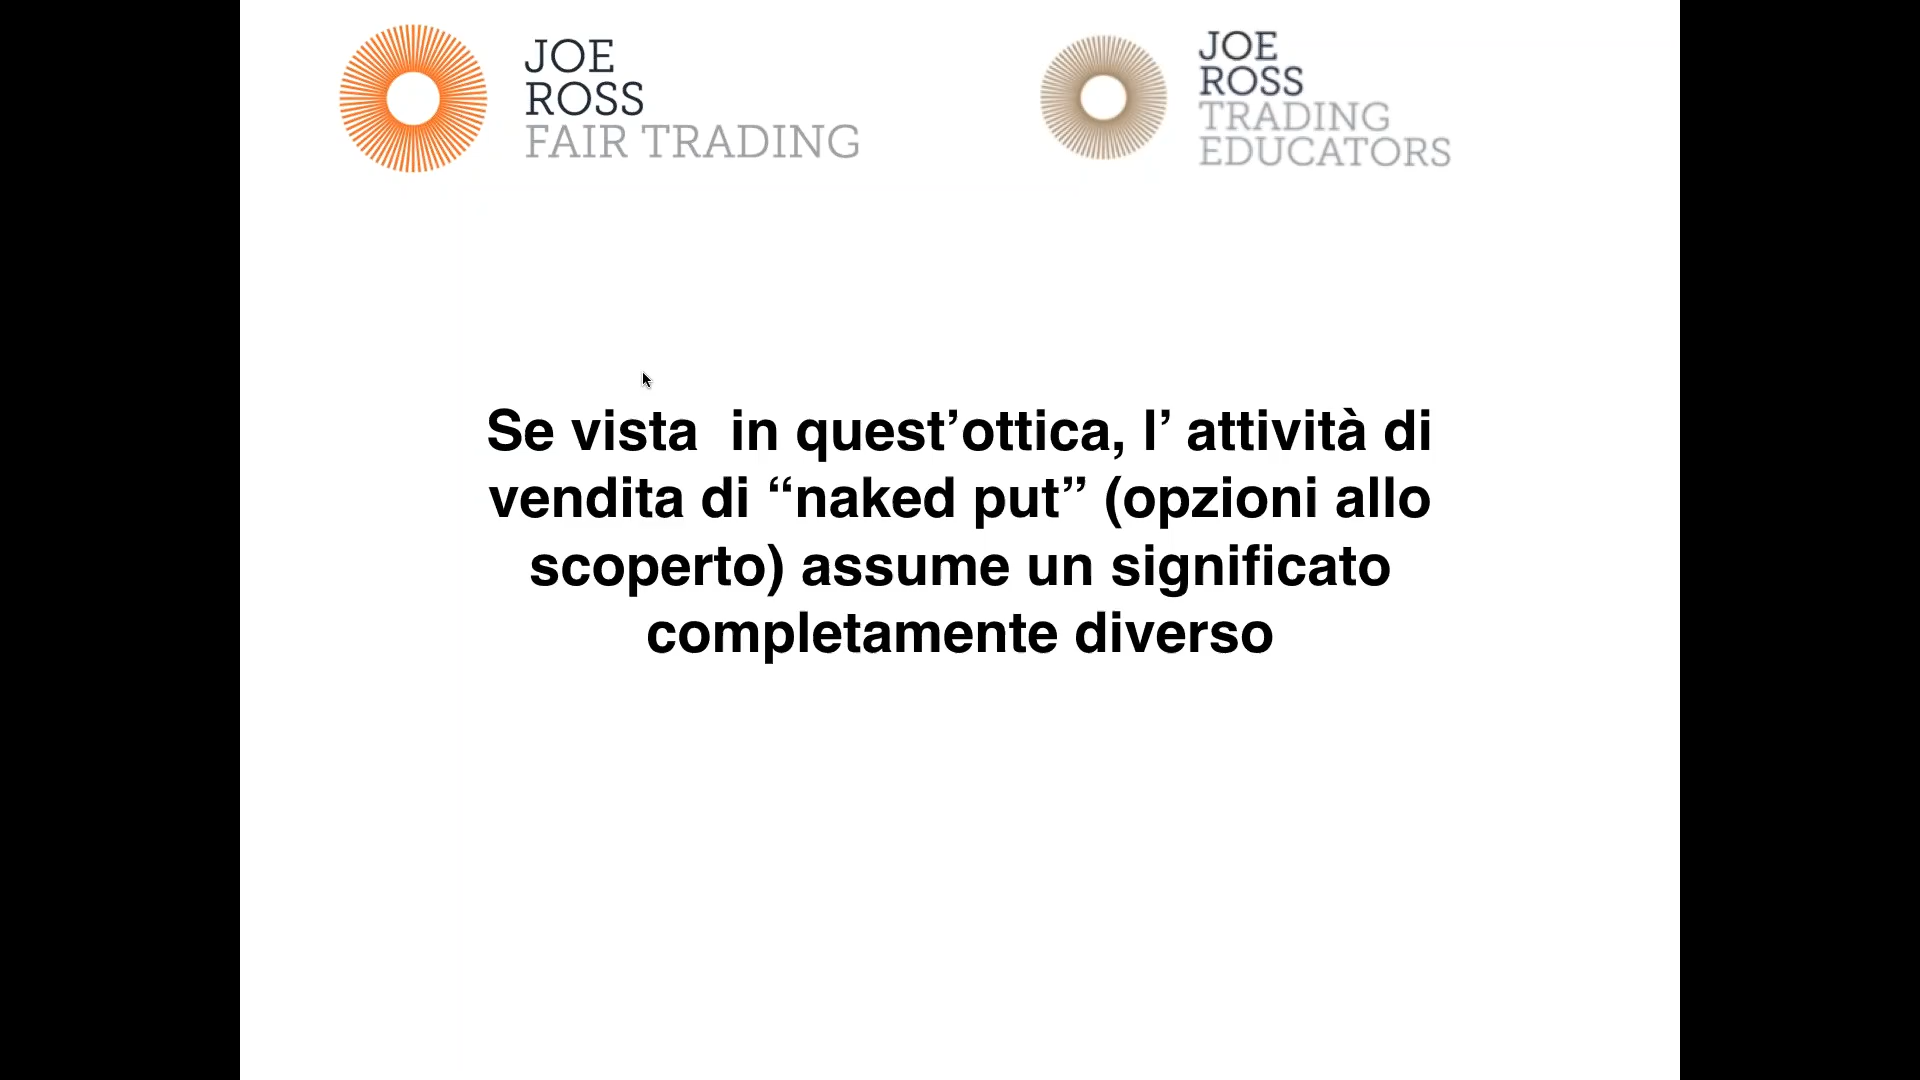 JOE
ROSS
FAIR TRADING
JOE
ROSS
TRADING
EDUCATORS
Se vista  in quest’ottica, l’ attività di
vendita di “naked put” (opzioni allo
scoperto) assume un significato
completamente diverso